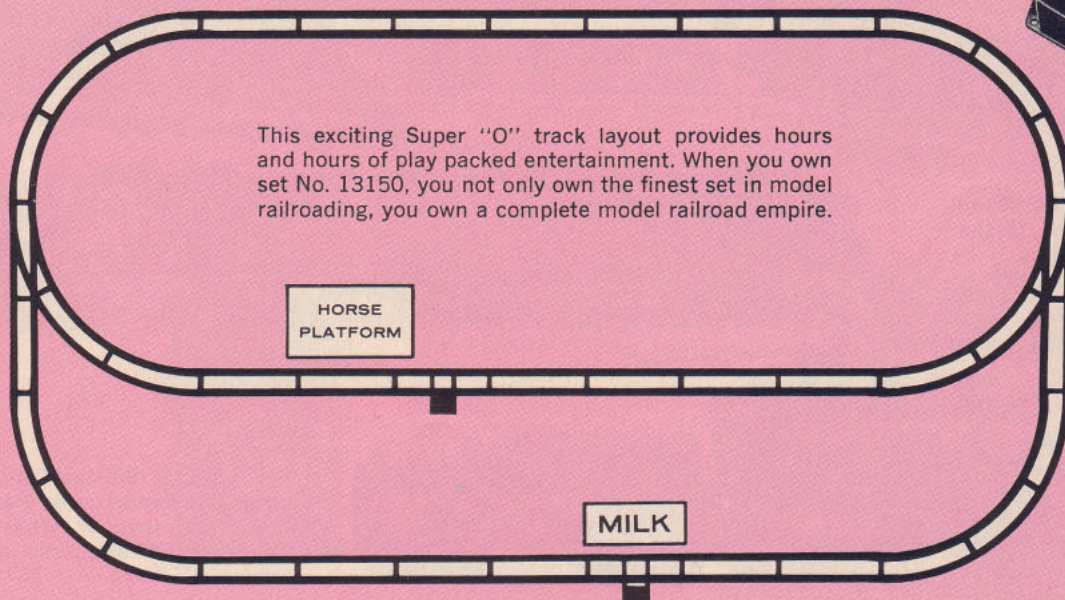 This exciting Super “O” track layout provides hours
and hours of play packed entertainment. When you own
set No. 13150, you not only own the finest set in model
railroading, you own a complete model railroad empire.
HORSE
PLATFORM
MILK